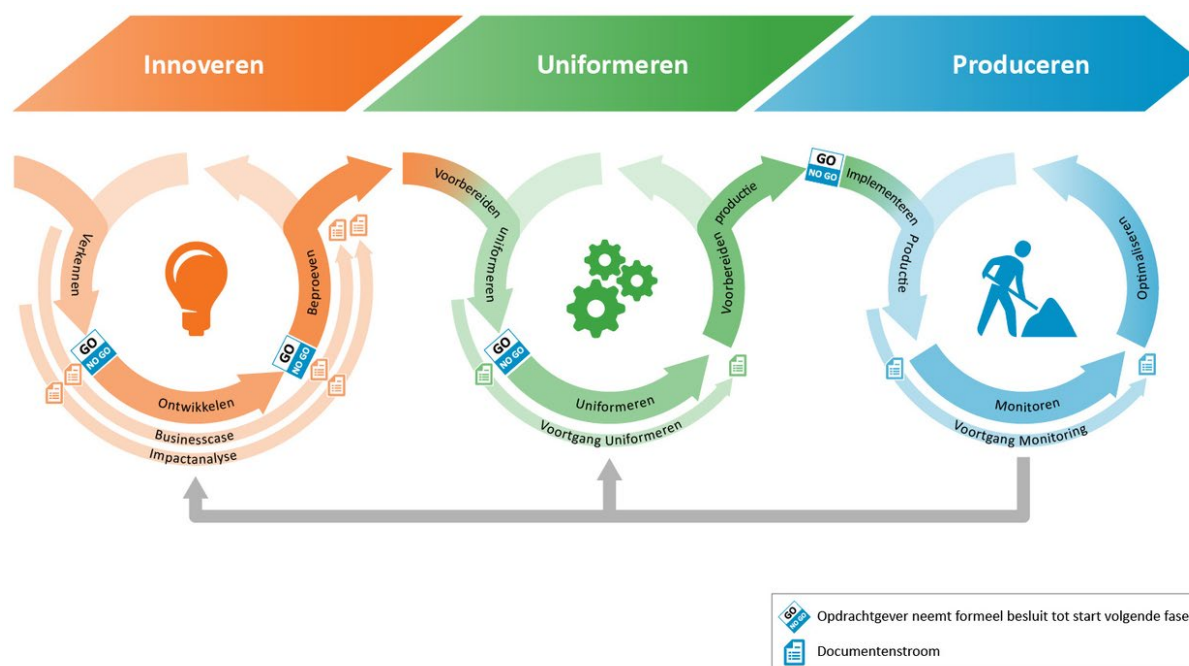 Innoveren
Uniformeren
Produceren
Verkennen
GO
NO GO
Ontwikkelen
GO
NO GO
Beproeven
Businesscase
Impactanalyse
Voorbereiden
uniformeren
GO
NO GO
Uniformeren
Voorbereiden productie
Voortgang Uniformeren
GO
NO GO
Implementeren
Productie
Monitoren
Optimaliseren
Voortgang Monitoring
GO
NO GO
Opdrachtgever neemt formeel besluit tot start volgende fase
Documentenstroom